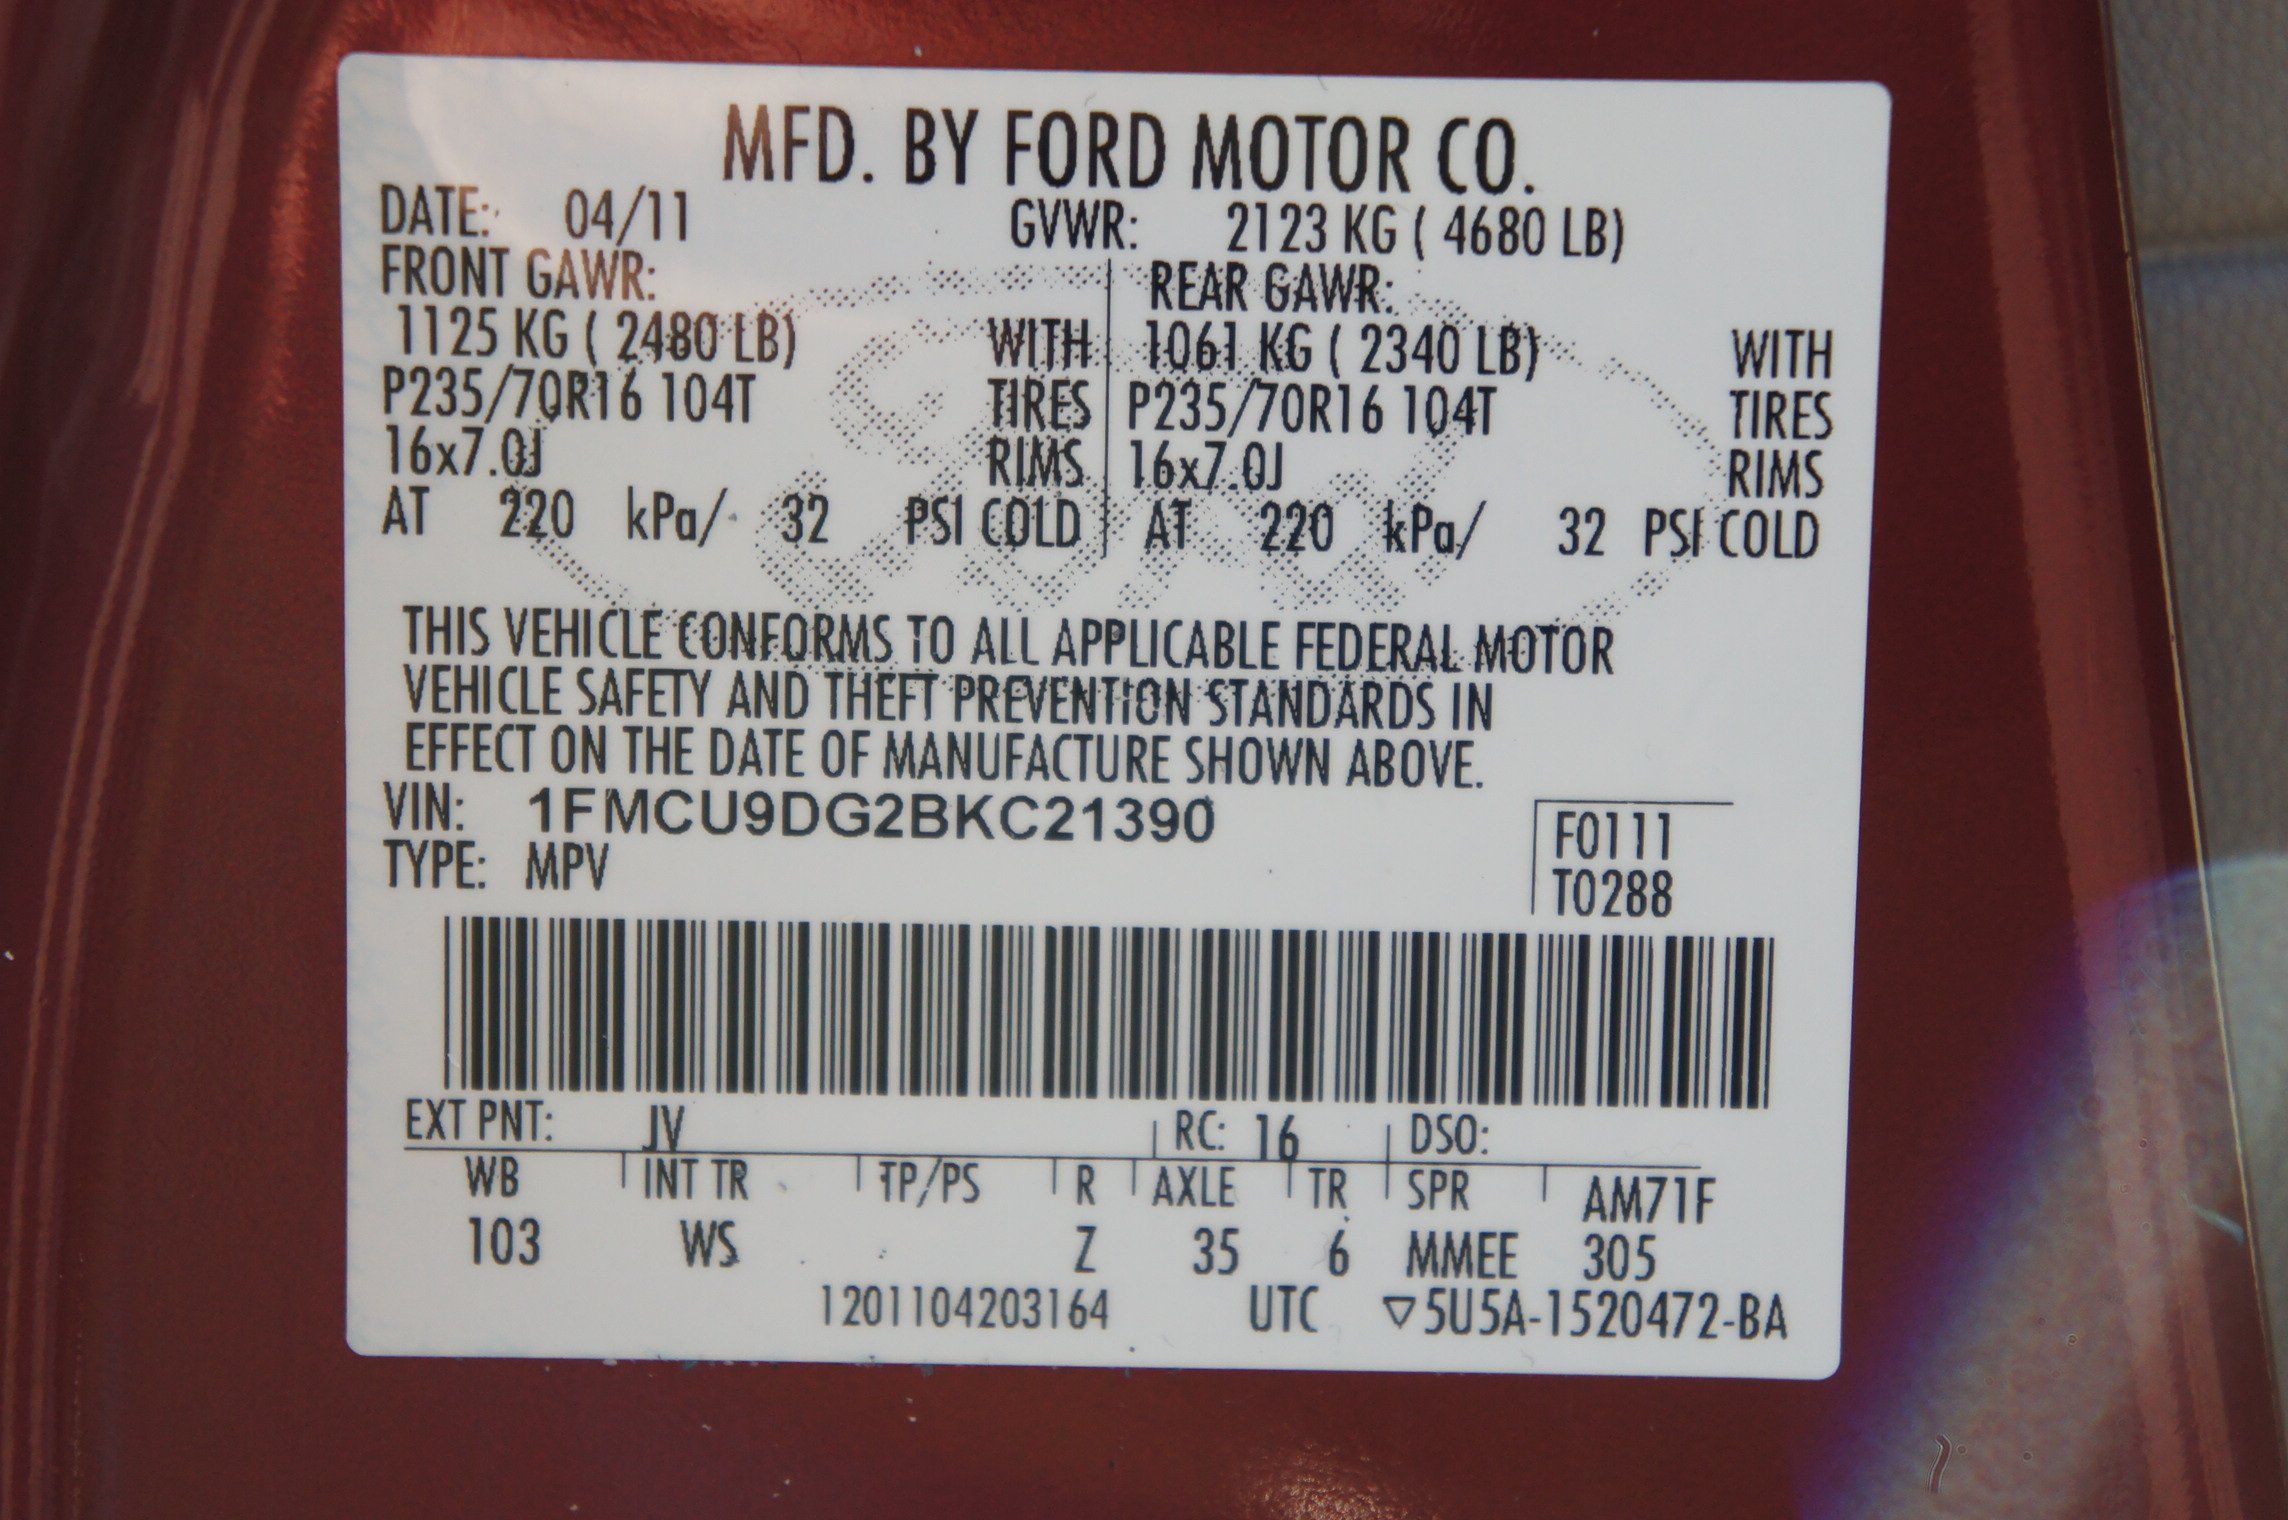 MFD. BY FORD MOTOR CO.
DATE: 04/11 GVWR: 2123 KG ( 4680 LB)
FRONT GAWR: REAR GAWR:
1125 KG ( 2480 LB) WITH 1061 KG ( 2340 LB) WITH
P235/70R16 104T TIRES P235/70R16 104T TIRES
16x7.0J RIMS 16x7.0J RIMS
AT 220 kPa/ 32 PSI COLD AT 220 kPa/ 32 PSI COLD
THIS VEHICLE CONFORMS TO ALL APPLICABLE FEDERAL MOTOR
VEHICLE SAFETY AND THEFT PREVENTION STANDARDS IN
EFFECT ON THE DATE OF MANUFACTURE SHOWN ABOVE.
VIN: 1FMCU9DG2BKC21390
F0111
TYPE: MPV
T0288
EXT PNT: JV RC: 16 DSO:
WB INT TR TP/PS R AXLE TR SPR AM71F
103 WS Z 35 6 MMEE 305
1201104203164 UTC ▽5U5A-1520472-BA